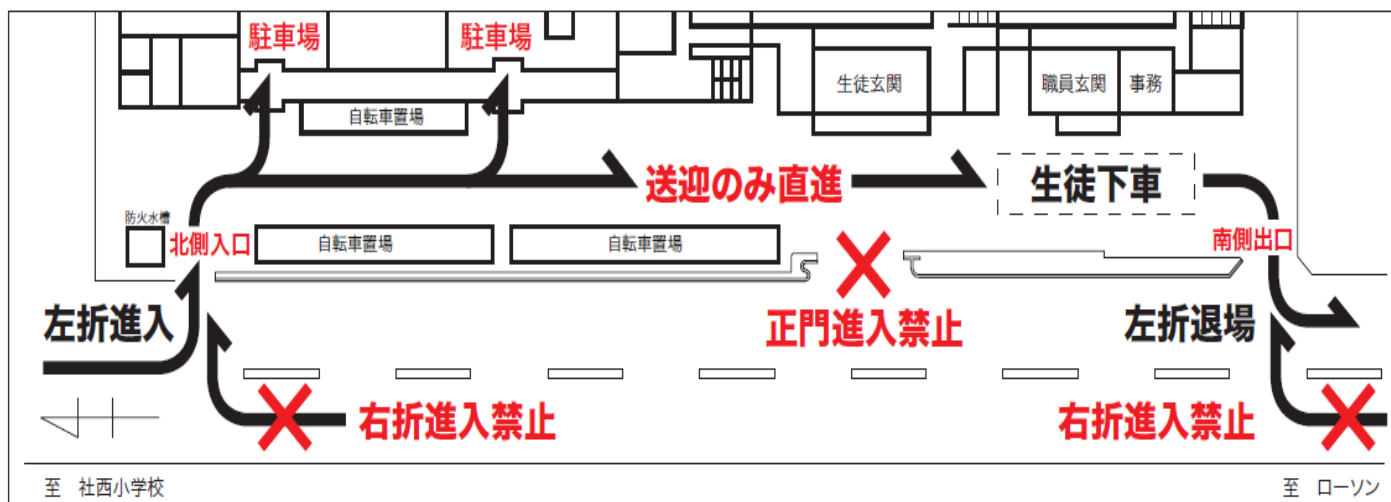 駐車場
駐車場
生徒玄関
職員玄関
事務
自転車置場
送迎のみ直進
生徒下車
防火水槽
北側入口
自転車置場
自転車置場
南側出口
左折進入
正門進入禁止
左折退場
右折進入禁止
右折進入禁止
至 社西小学校
至 ローソン